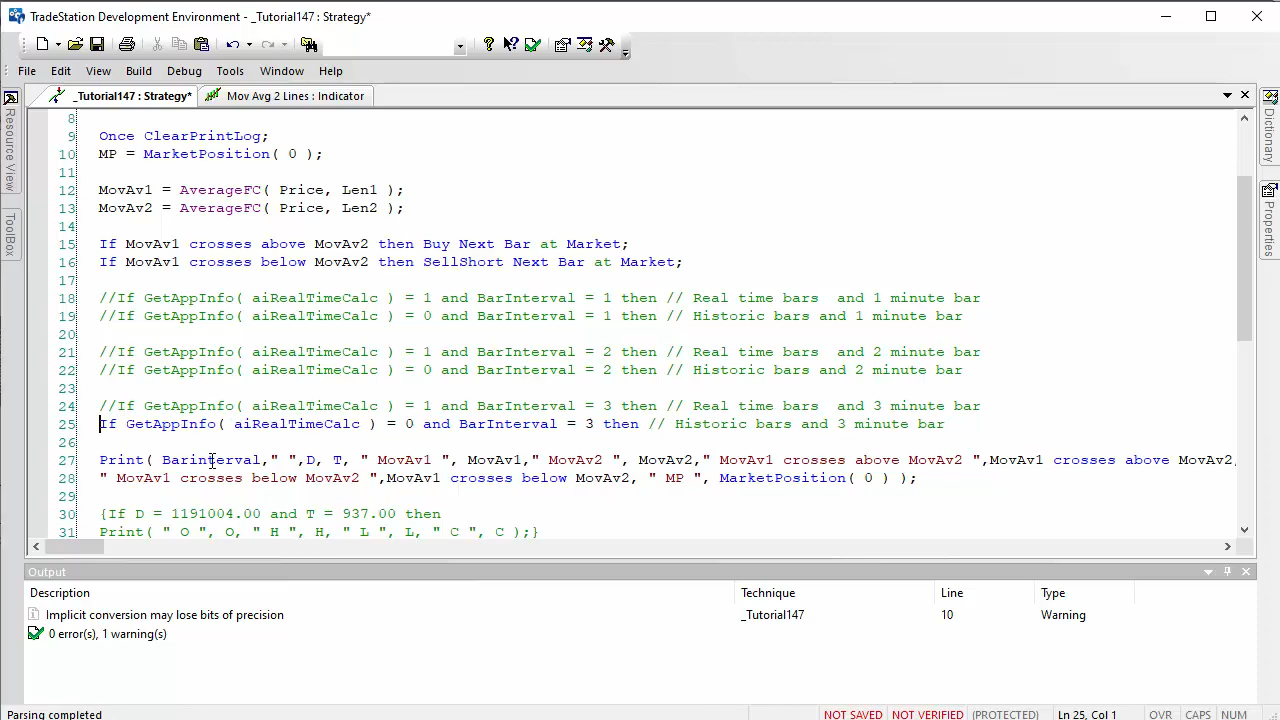 TradeStation Development Environment - _Tutorial147 : Strategy*
File Edit View Build Debug Tools Window Help
_Tutorial147 : Strategy* Mov Avg 2 Lines : Indicator
Resource View
ToolBox
Dictionary
Properties
8
9 Once ClearPrintLog;
10 MP = MarketPosition( 0 );
11
12 MovAv1 = AverageFC( Price, Len1 );
13 MovAv2 = AverageFC( Price, Len2 );
14
15 If MovAv1 crosses above MovAv2 then Buy Next Bar at Market;
16 If MovAv1 crosses below MovAv2 then SellShort Next Bar at Market;
17
18 //If GetAppInfo( aiRealTimeCalc ) = 1 and BarInterval = 1 then // Real time bars  and 1 minute bar
19 //If GetAppInfo( aiRealTimeCalc ) = 0 and BarInterval = 1 then // Historic bars and 1 minute bar
20
21 //If GetAppInfo( aiRealTimeCalc ) = 1 and BarInterval = 2 then // Real time bars  and 2 minute bar
22 //If GetAppInfo( aiRealTimeCalc ) = 0 and BarInterval = 2 then // Historic bars and 2 minute bar
23
24 //If GetAppInfo( aiRealTimeCalc ) = 1 and BarInterval = 3 then // Real time bars  and 3 minute bar
25 If GetAppInfo( aiRealTimeCalc ) = 0 and BarInterval = 3 then // Historic bars and 3 minute bar
26
27 Print( Barinterval," ",D, T, " MovAv1 ", MovAv1," MovAv2 ", MovAv2," MovAv1 crosses above MovAv2 ",MovAv1 crosses above MovAv2,
28 " MovAv1 crosses below MovAv2 ",MovAv1 crosses below MovAv2, " MP ", MarketPosition( 0 ) );
29
30 {If D = 1191004.00 and T = 937.00 then
31 Print( " O ", O, " H ", H, " L ", L, " C ", C );}
Output
Description Technique Line Type
Implicit conversion may lose bits of precision _Tutorial147 10 Warning
0 error(s), 1 warning(s)
Parsing completed NOT SAVED NOT VERIFIED (PROTECTED) Ln 25, Col 1 OVR CAPS NUM